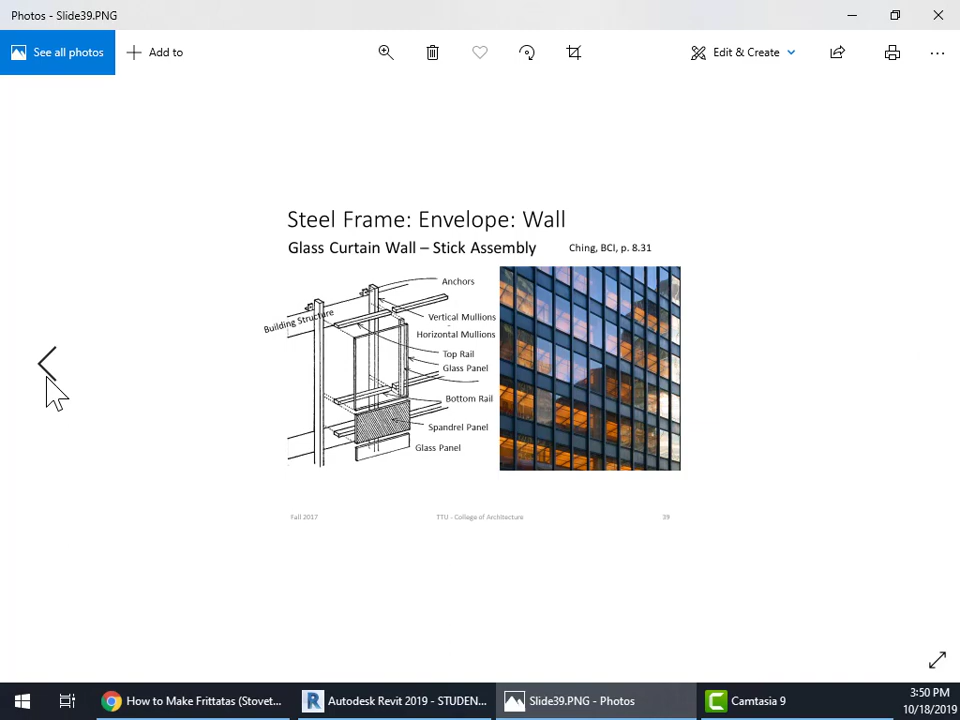 Photos - Slide39.PNG
See all photos
Add to
Edit & Create
Steel Frame: Envelope: Wall
Glass Curtain Wall – Stick Assembly
Ching, BCI, p. 8.31
Anchors
Building Structure
Vertical Mullions
Horizontal Mullions
Top Rail
Glass Panel
Bottom Rail
Spandrel Panel
Glass Panel
Fall 2017
TTU - College of Architecture
39
How to Make Frittatas (Stovet...
Autodesk Revit 2019 - STUDEN...
Slide39.PNG - Photos
Camtasia 9
3:50 PM
10/18/2019